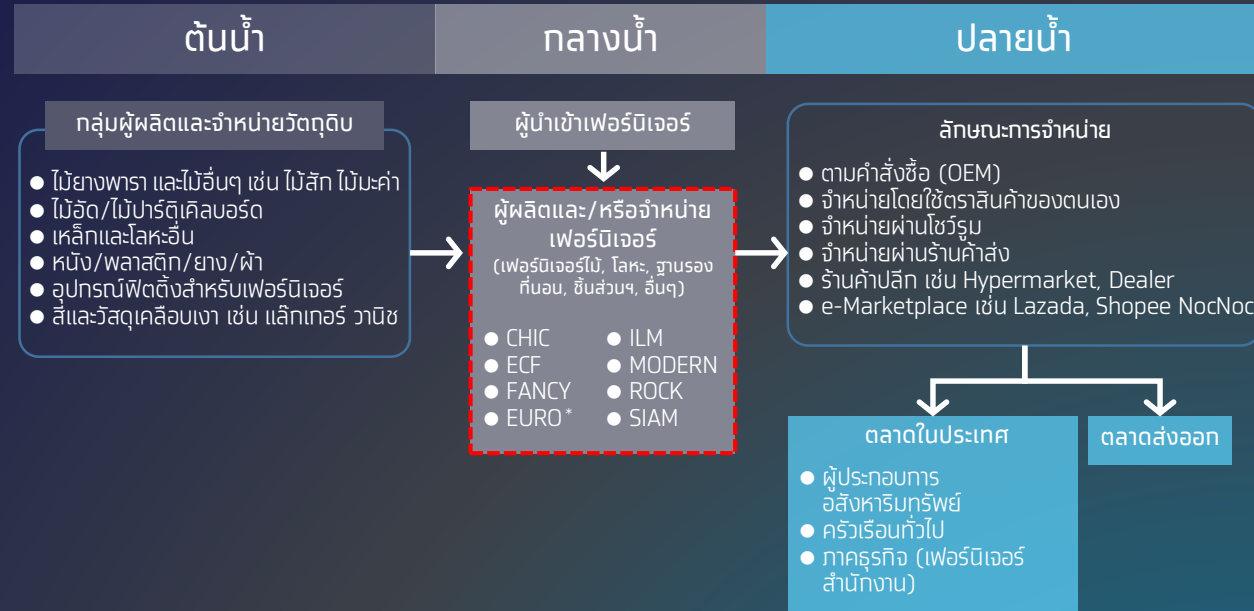 ต้นน้ำ
กลางน้ำ
ปลายน้ำ
กลุ่มผู้ผลิตและจำหน่ายวัตถุดิบ
● ไม้ยางพารา และไม้อื่นๆ เช่น ไม้สัก ไม้มะค่า
● ไม้อัด/ไม้ปาร์ติเคิลบอร์ด
● เหล็กและโลหะอื่น
● หนัง/พลาสติก/ยาง/ผ้า
● อุปกรณ์ฟิตติ้งสำหรับเฟอร์นิเจอร์
● สีและวัสดุเคลือบเงา เช่น แล๊กเกอร์ วานิช
ผู้นำเข้าเฟอร์นิเจอร์
ผู้ผลิตและ/หรือจำหน่าย
เฟอร์นิเจอร์
(เฟอร์นิเจอร์ไม้, โลหะ, ฐานรอง
ที่นอน, ชิ้นส่วนฯ, อื่นๆ)
● CHIC
● ECF
● FANCY
● EURO*
● ILM
● MODERN
● ROCK
● SIAM
ลักษณะการจำหน่าย
● ตามคำสั่งซื้อ (OEM)
● จำหน่ายโดยใช้ตราสินค้าของตนเอง
● จำหน่ายผ่านโชว์รูม
● จำหน่ายผ่านร้านค้าส่ง
● ร้านค้าปลีก เช่น Hypermarket, Dealer
● e-Marketplace เช่น Lazada, Shopee NocNoc
ตลาดในประเทศ
● ผู้ประกอบการ
อสังหาริมทรัพย์
● ครัวเรือนทั่วไป
● ภาคธุรกิจ (เฟอร์นิเจอร์
สำนักงาน)
ตลาดส่งออก